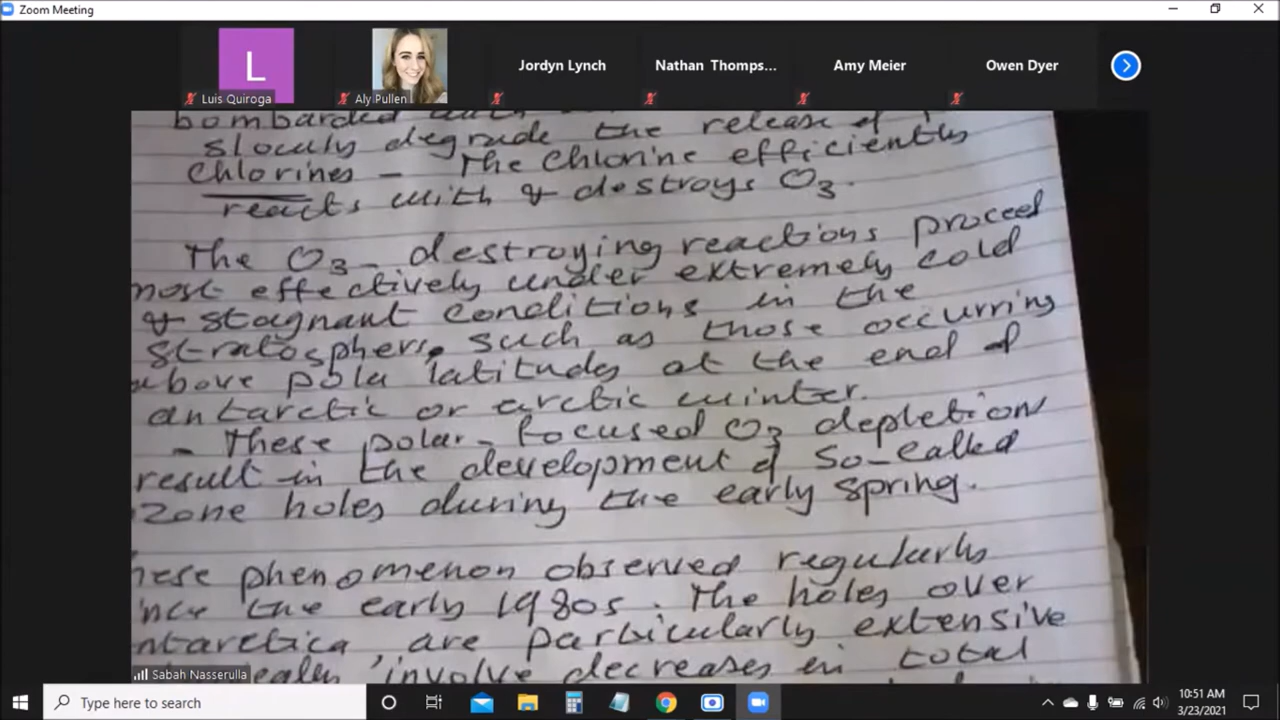 Zoom Meeting
L
Luis Quiroga
Aly Pullen
Jordyn Lynch
Nathan Thomps...
Amy Meier
Owen Dyer
bombarded
slowly degrade the release of
Chlorines - The Chlorine efficiently
reacts with & destroys O3.
The O3 - destroying reactions proceed
most effectively under extremely cold
& stagnant conditions in the
stratosphere, such as those occurring
above pola latitudes at the end of
antarctic or arctic winter.
- These polar - focused O3 depletion
result in the development of so-called
ozone holes during the early spring.
these phenomenon observed regularly
since the early 1980s. The holes over
antarctica are particularly extensive
involve decreases in total
Sabah Nasserulla
Type here to search
10:51 AM
3/23/2021